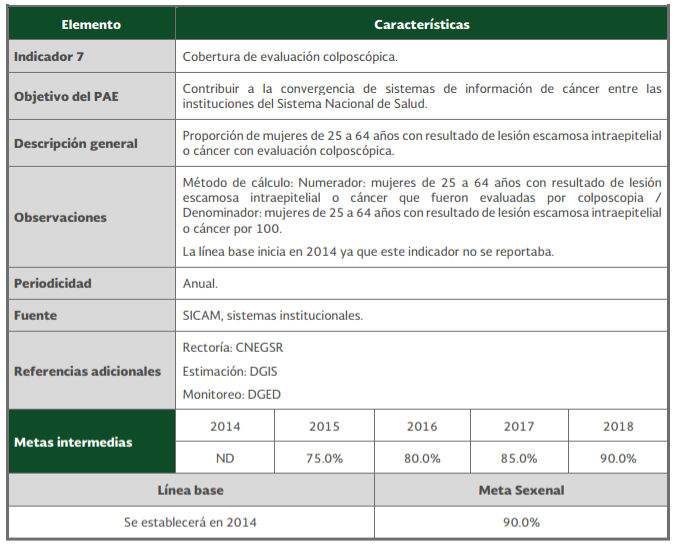 Elemento
Características
Indicador 7
Cobertura de evaluación colposcópica.
Objetivo del PAE
Contribuir a la convergencia de sistemas de información de cáncer entre las
instituciones del Sistema Nacional de Salud.
Descripción general
Proporción de mujeres de 25 a 64 años con resultado de lesión escamosa intraepitelial
o cáncer con evaluación colposcópica.
Observaciones
Método de cálculo: Numerador: mujeres de 25 a 64 años con resultado de lesión
escamosa intraepitelial o cáncer que fueron evaluadas por colposcopia /
Denominador: mujeres de 25 a 64 años con resultado de lesión escamosa intraepitelial
o cáncer por 100.
La línea base inicia en 2014 ya que este indicador no se reportaba.
Periodicidad
Anual.
Fuente
SICAM, sistemas institucionales.
Referencias adicionales
Rectoría: CNEGSR
Estimación: DGIS
Monitoreo: DGED
Metas intermedias
2014 2015 2016 2017 2018
ND 75.0% 80.0% 85.0% 90.0%
Línea base
Meta Sexenal
Se establecerá en 2014
90.0%